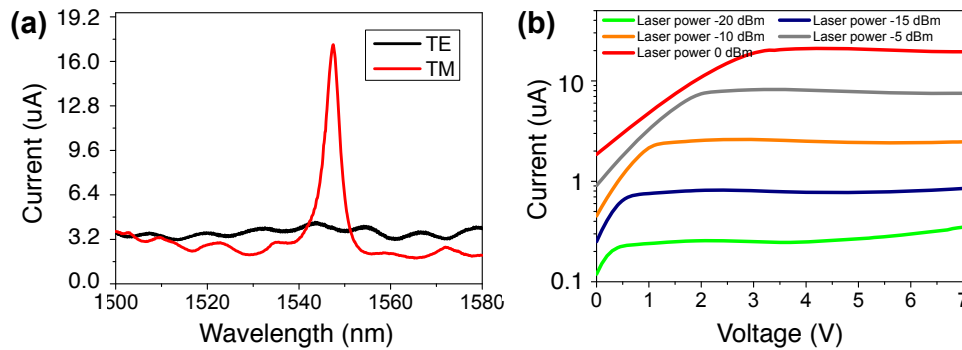 (a)
19.2
16.0
12.8
9.6
6.4
3.2
0.0
Current (uA)
TE
TM
1500
1520
1540
1560
1580
Wavelength (nm)
(b)
Laser power -20 dBm
Laser power -15 dBm
Laser power -10 dBm
Laser power -5 dBm
Laser power 0 dBm
10
1
0.1
Current (uA)
0
1
2
3
4
5
6
7
Voltage (V)